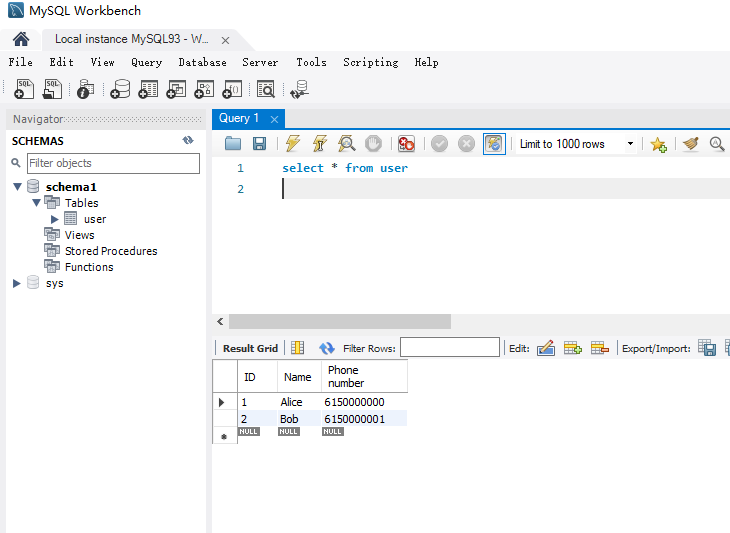 MySQL Workbench
Local instance MySQL93 - W... ×
File Edit View Query Database Server Tools Scripting Help
SQL SQL
Navigator
SCHEMAS
Filter objects
schema1
Tables
user
Views
Stored Procedures
Functions
sys
Query 1 ×
Limit to 1000 rows
1 select * from user
2
Result Grid Filter Rows: Edit: Export/Import:
ID Name Phone number
1 Alice 6150000000
2 Bob 6150000001
NULL NULL NULL